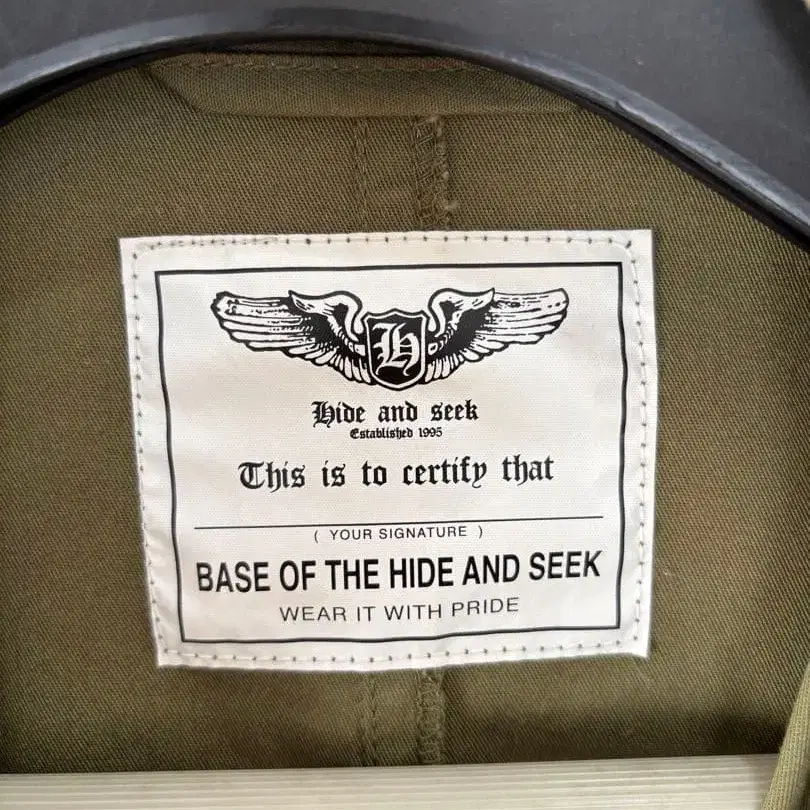 H
Hide and seek
Established 1995
This is to certify that
( YOUR SIGNATURE )
BASE OF THE HIDE AND SEEK
WEAR IT WITH PRIDE